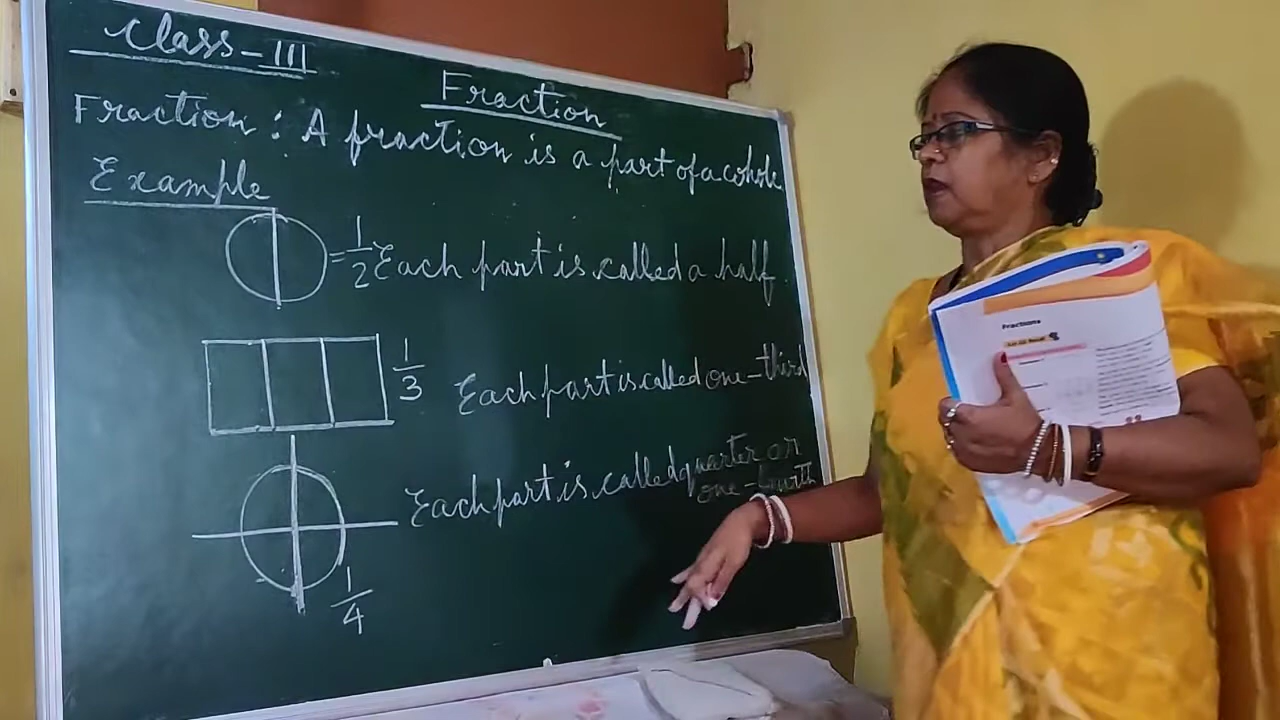 Class-III
Fraction
Fraction: A fraction is a part of a whole
Example
= 1/2 Each part is called a half.
1/3 Each part is called one-third
Each part is called quarter or
one-fourth
1/4
Fractions